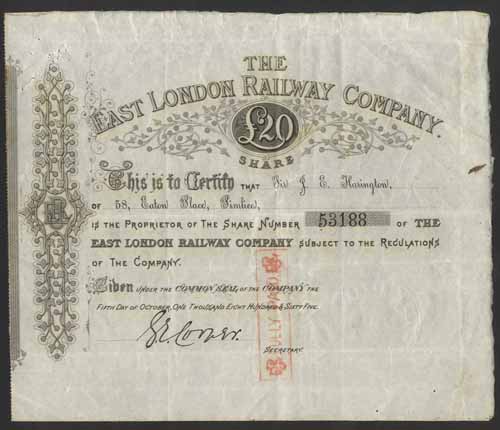 THE
EAST LONDON RAILWAY COMPANY.
£20
SHARE
This is to Certify THAT Sir J. E. Harington,
OF 58, Eaton Place, Pimlico,
IS THE PROPRIETOR OF THE SHARE NUMBER 53188 OF THE
EAST LONDON RAILWAY COMPANY SUBJECT TO THE REGULATIONS
OF THE COMPANY.
Given UNDER THE COMMON SEAL OF THE COMPANY THE
FIFTH DAY OF OCTOBER, ONE THOUSAND EIGHT HUNDRED & SIXTY FIVE.
SECRETARY.
FULLY PAID